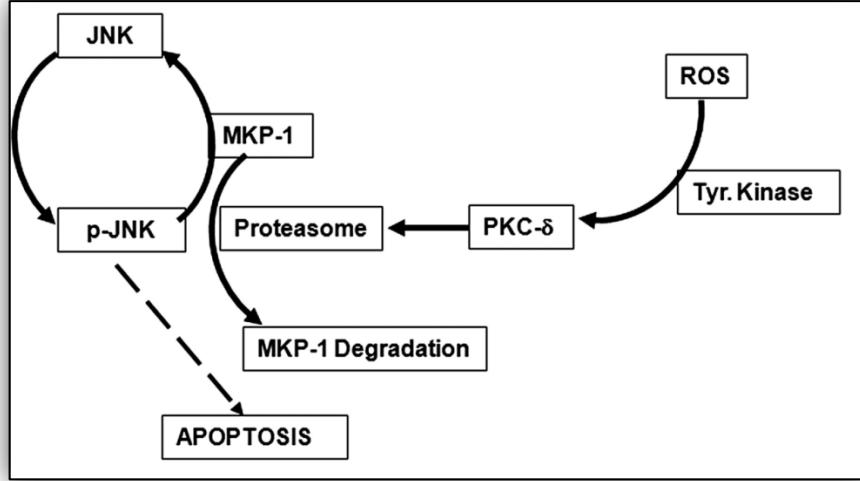 JNK
ROS
MKP-1
Tyr. Kinase
p-JNK
Proteasome
PKC-δ
MKP-1 Degradation
APOPTOSIS